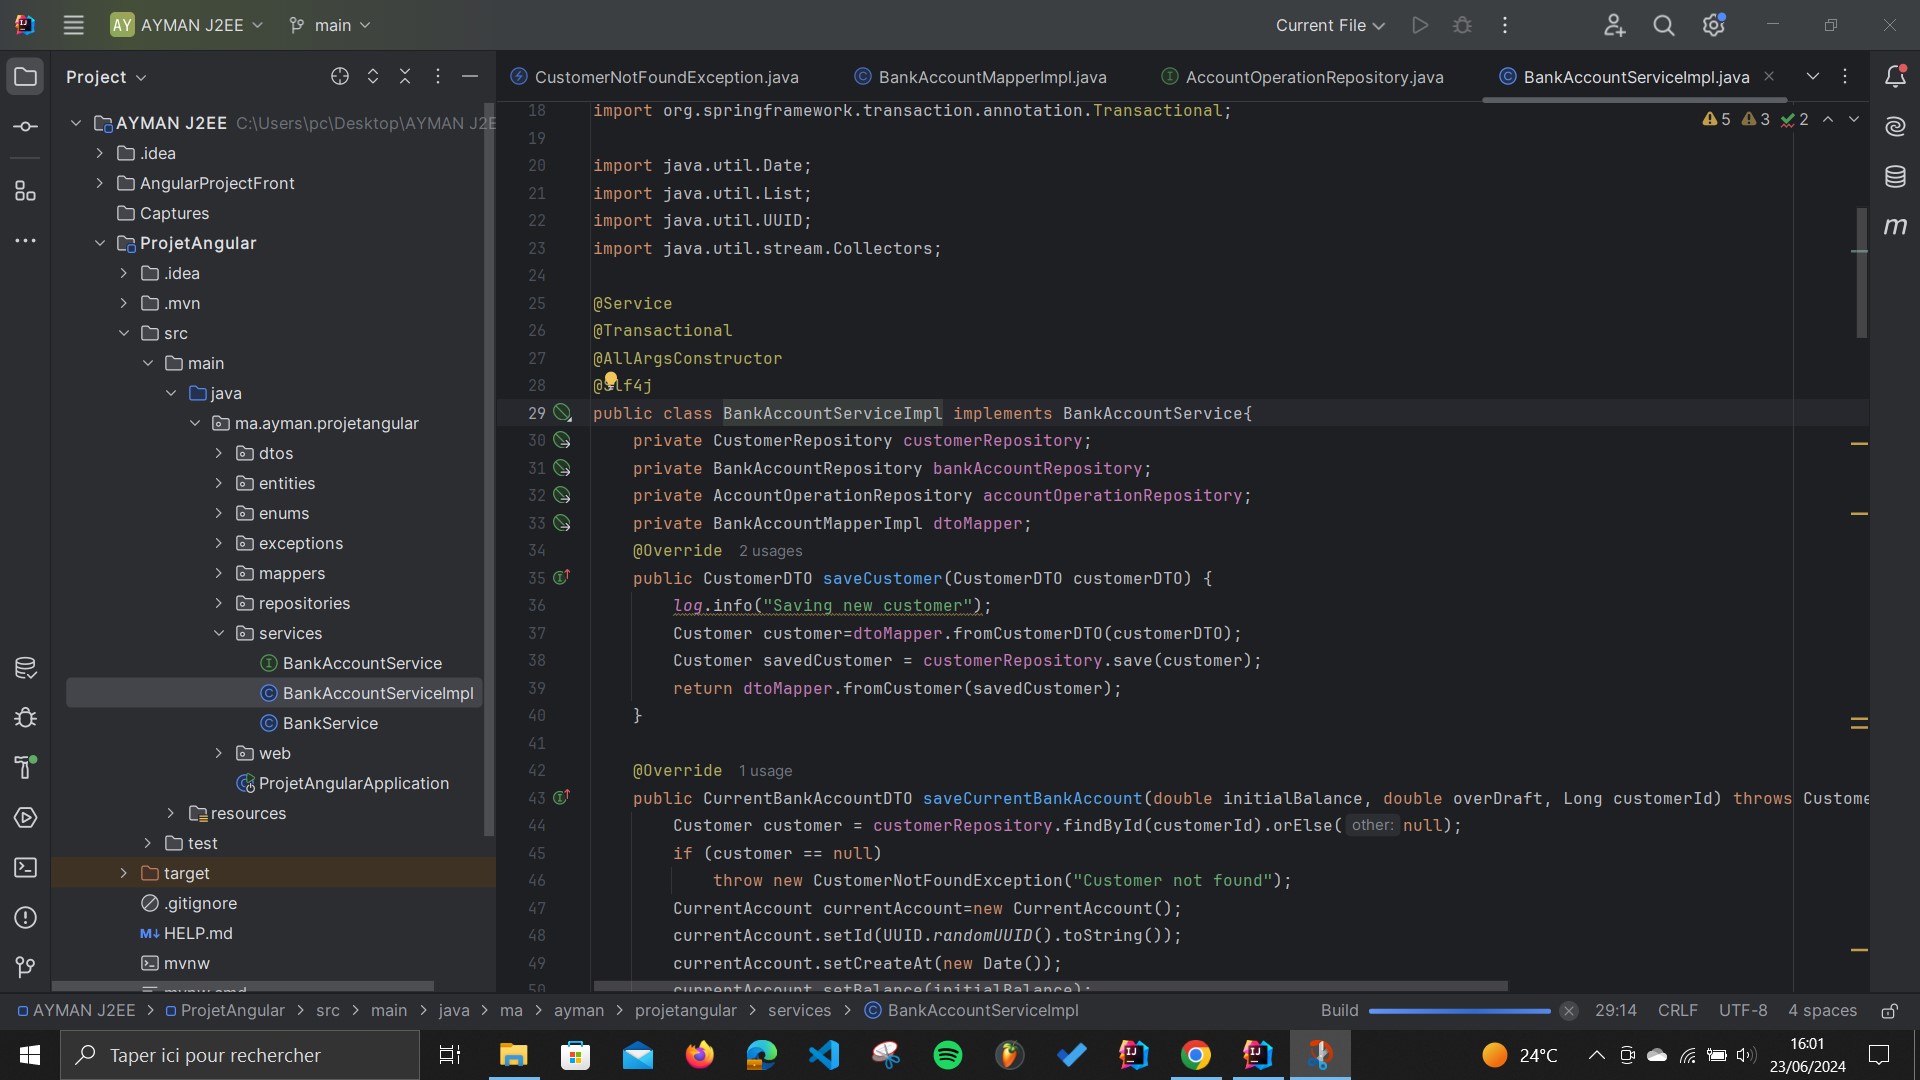 AY AYMAN J2EE main Current File
Project
CustomerNotFoundException.java BankAccountMapperImpl.java AccountOperationRepository.java BankAccountServiceImpl.java
AYMAN J2EE C:\Users\pc\Desktop\AYMAN J2E
.idea
AngularProjectFront
Captures
ProjetAngular
.idea
.mvn
src
main
java
ma.ayman.projetangular
dtos
entities
enums
exceptions
mappers
repositories
services
BankAccountService
BankAccountServiceImpl
BankService
web
ProjetAngularApplication
resources
test
target
.gitignore
HELP.md
mvnw
5 3 2
18 import org.springframework.transaction.annotation.Transactional;
19
20 import java.util.Date;
21 import java.util.List;
22 import java.util.UUID;
23 import java.util.stream.Collectors;
24
25 @Service
26 @Transactional
27 @AllArgsConstructor
28 @Slf4j
29 public class BankAccountServiceImpl implements BankAccountService{
30 private CustomerRepository customerRepository;
31 private BankAccountRepository bankAccountRepository;
32 private AccountOperationRepository accountOperationRepository;
33 private BankAccountMapperImpl dtoMapper;
34 @Override 2 usages
35 public CustomerDTO saveCustomer(CustomerDTO customerDTO) {
36 log.info("Saving new customer");
37 Customer customer=dtoMapper.fromCustomerDTO(customerDTO);
38 Customer savedCustomer = customerRepository.save(customer);
39 return dtoMapper.fromCustomer(savedCustomer);
40 }
41
42 @Override 1 usage
43 public CurrentBankAccountDTO saveCurrentBankAccount(double initialBalance, double overDraft, Long customerId) throws Custome
44 Customer customer = customerRepository.findById(customerId).orElse( other: null);
45 if (customer == null)
46 throw new CustomerNotFoundException("Customer not found");
47 CurrentAccount currentAccount=new CurrentAccount();
48 currentAccount.setId(UUID.randomUUID().toString());
49 currentAccount.setCreateAt(new Date());
50 currentAccount.setBalance(initialBalance);
AYMAN J2EE > ProjetAngular > src > main > java > ma > ayman > projetangular > services > BankAccountServiceImpl
Build 29:14 CRLF UTF-8 4 spaces
Taper ici pour rechercher
24°C
16:01
23/06/2024